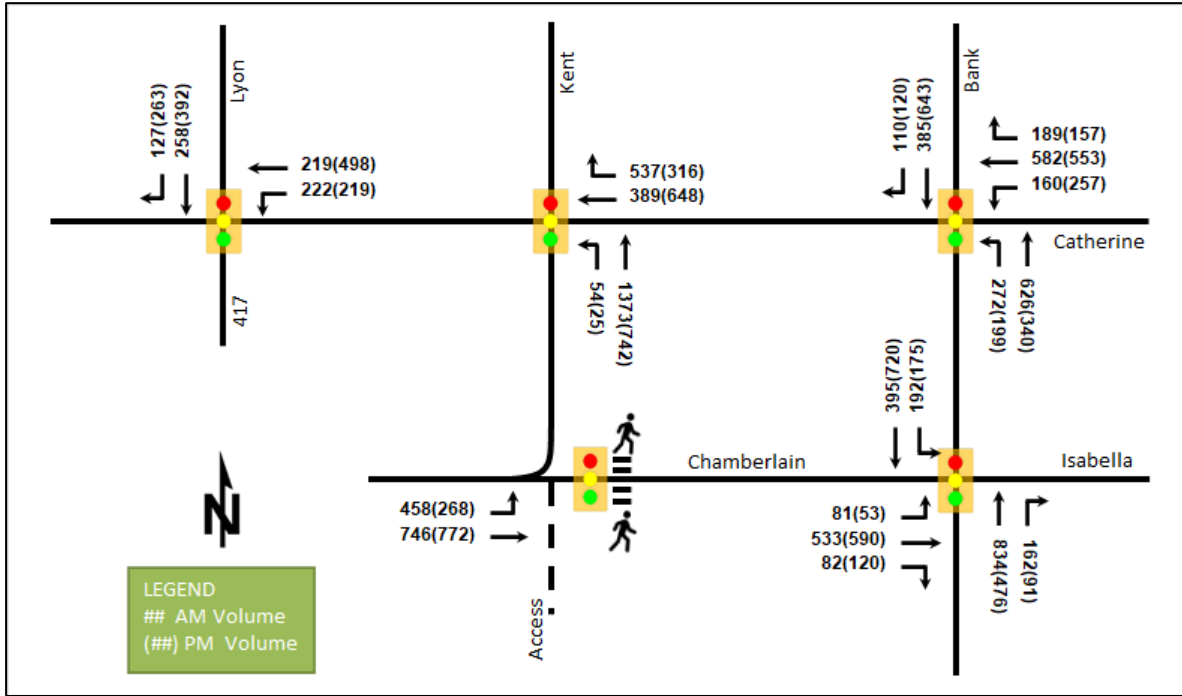 Lyon
Kent
Bank
127(263)
258(392)
219(498)
222(219)
537(316)
389(648)
110(120)
385(643)
189(157)
582(553)
160(257)
Catherine
417
54(25)
1373(742)
272(199)
626(340)
395(720)
192(175)
Chamberlain
Isabella
458(268)
746(772)
81(53)
533(590)
82(120)
834(476)
162(91)
N
Access
LEGEND
## AM Volume
(##) PM Volume